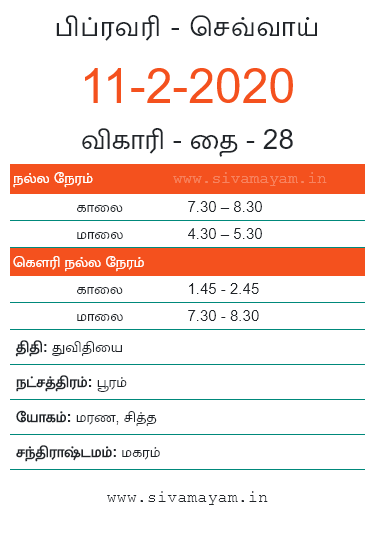 பிப்ரவரி - செவ்வாய்
11-2-2020
விகாரி - தை - 28
நல்ல நேரம் www.sivamayam.in
காலை 7.30 – 8.30
மாலை 4.30 – 5.30
கௌரி நல்ல நேரம்
காலை 1.45 - 2.45
மாலை 7.30 - 8.30
திதி: துவிதியை
நட்சத்திரம்: பூரம்
யோகம்: மரண, சித்த
சந்திராஷ்டமம்: மகரம்
www.sivamayam.in